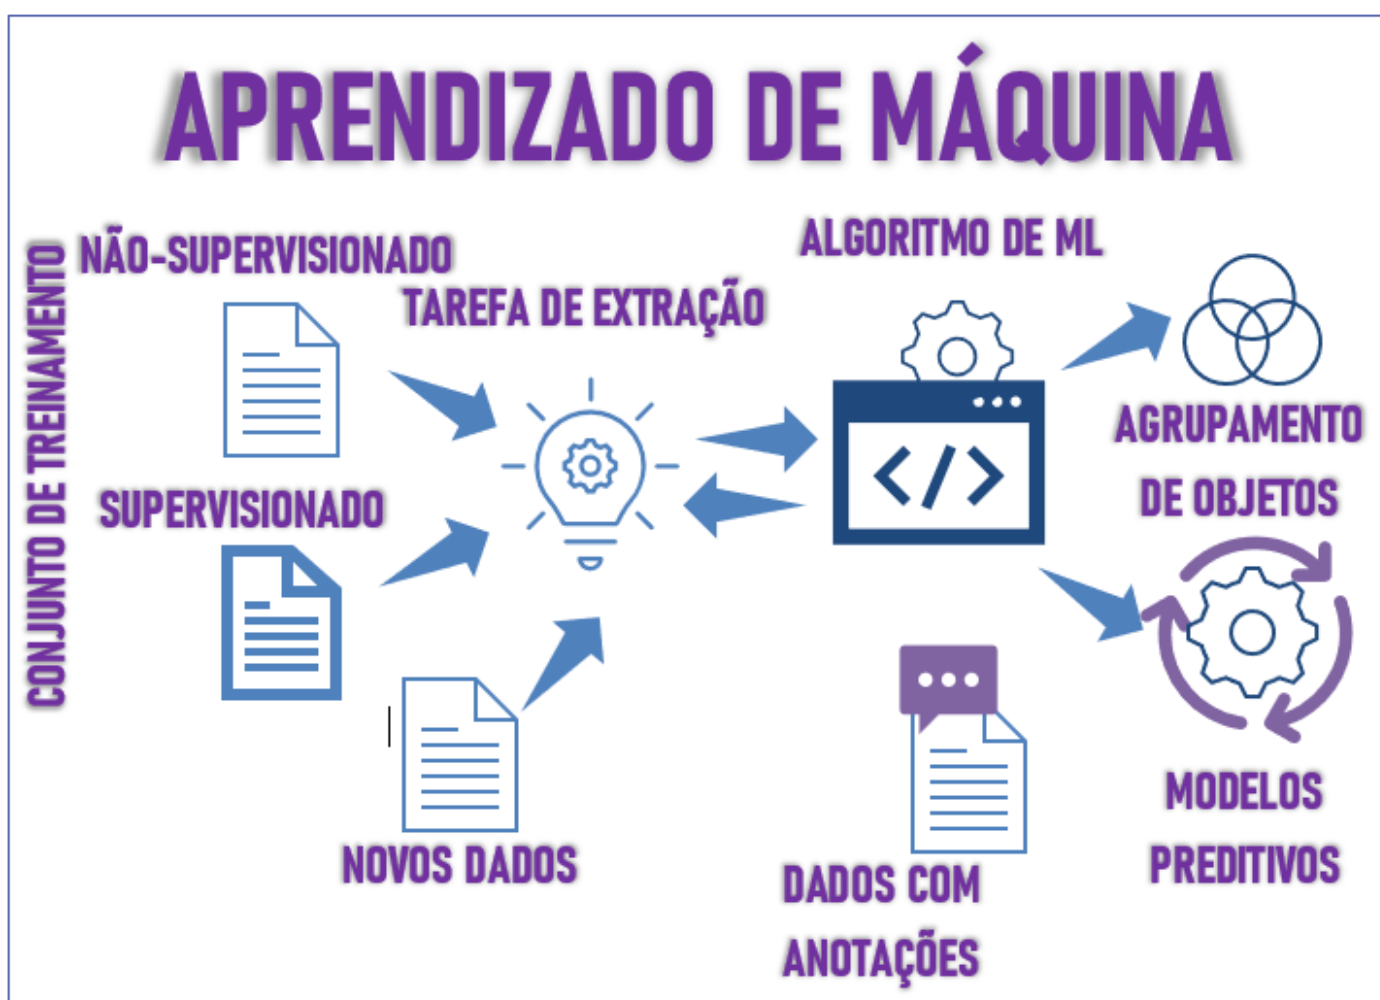 APRENDIZADO DE MÁQUINA
CONJUNTO DE TREINAMENTO
NÃO-SUPERVISIONADO
TAREFA DE EXTRAÇÃO
ALGORITMO DE ML
AGRUPAMENTO
DE OBJETOS
SUPERVISIONADO
NOVOS DADOS
DADOS COM
ANOTAÇÕES
MODELOS
PREDITIVOS